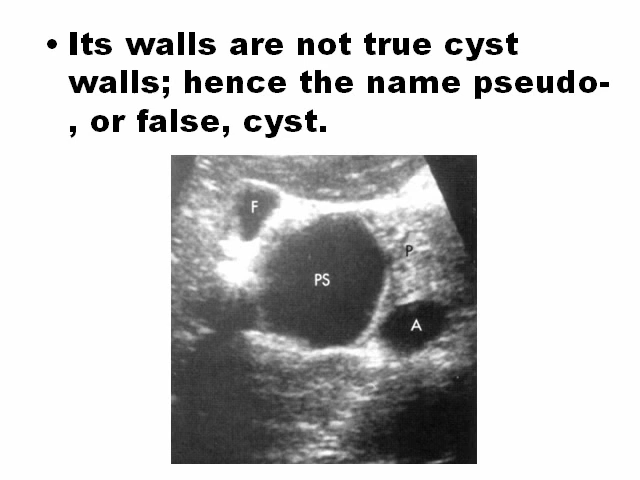 • Its walls are not true cyst
walls; hence the name pseudo-
, or false, cyst.
F
P
PS
A